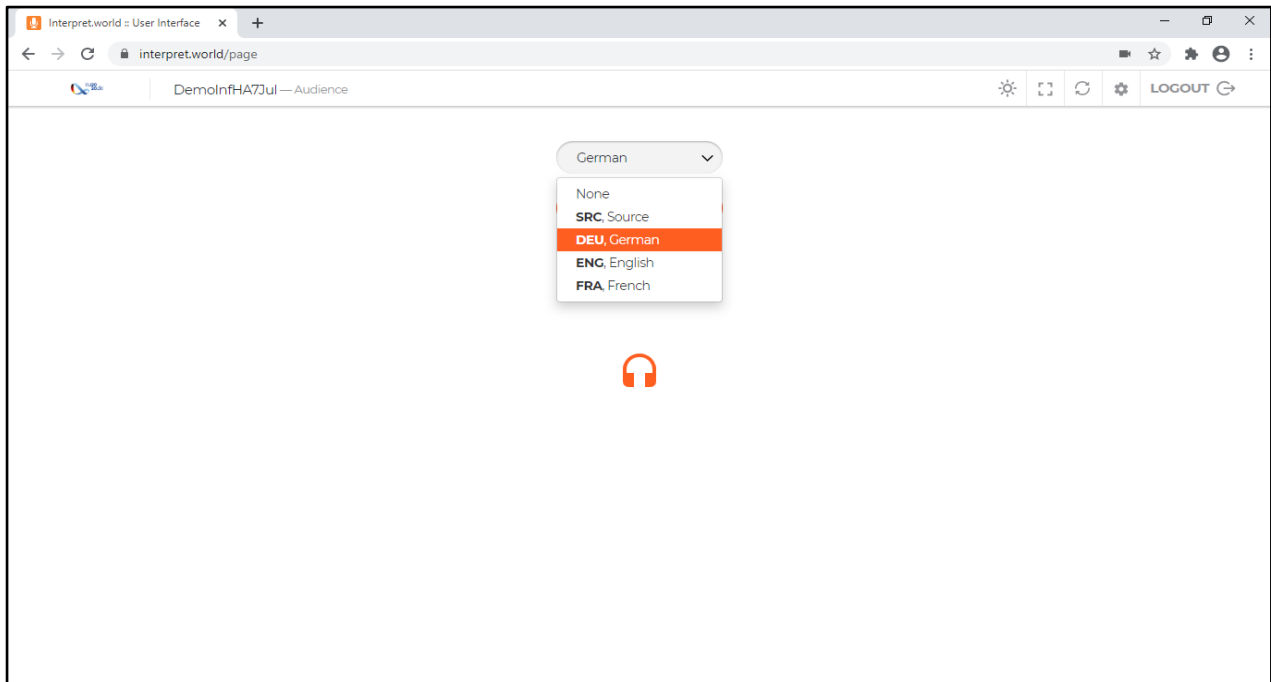 Interpret.world :: User Interface
interpret.world/page
DemoInfHA7Jul — Audience
LOGOUT
German
None
SRC, Source
DEU, German
ENG, English
FRA, French